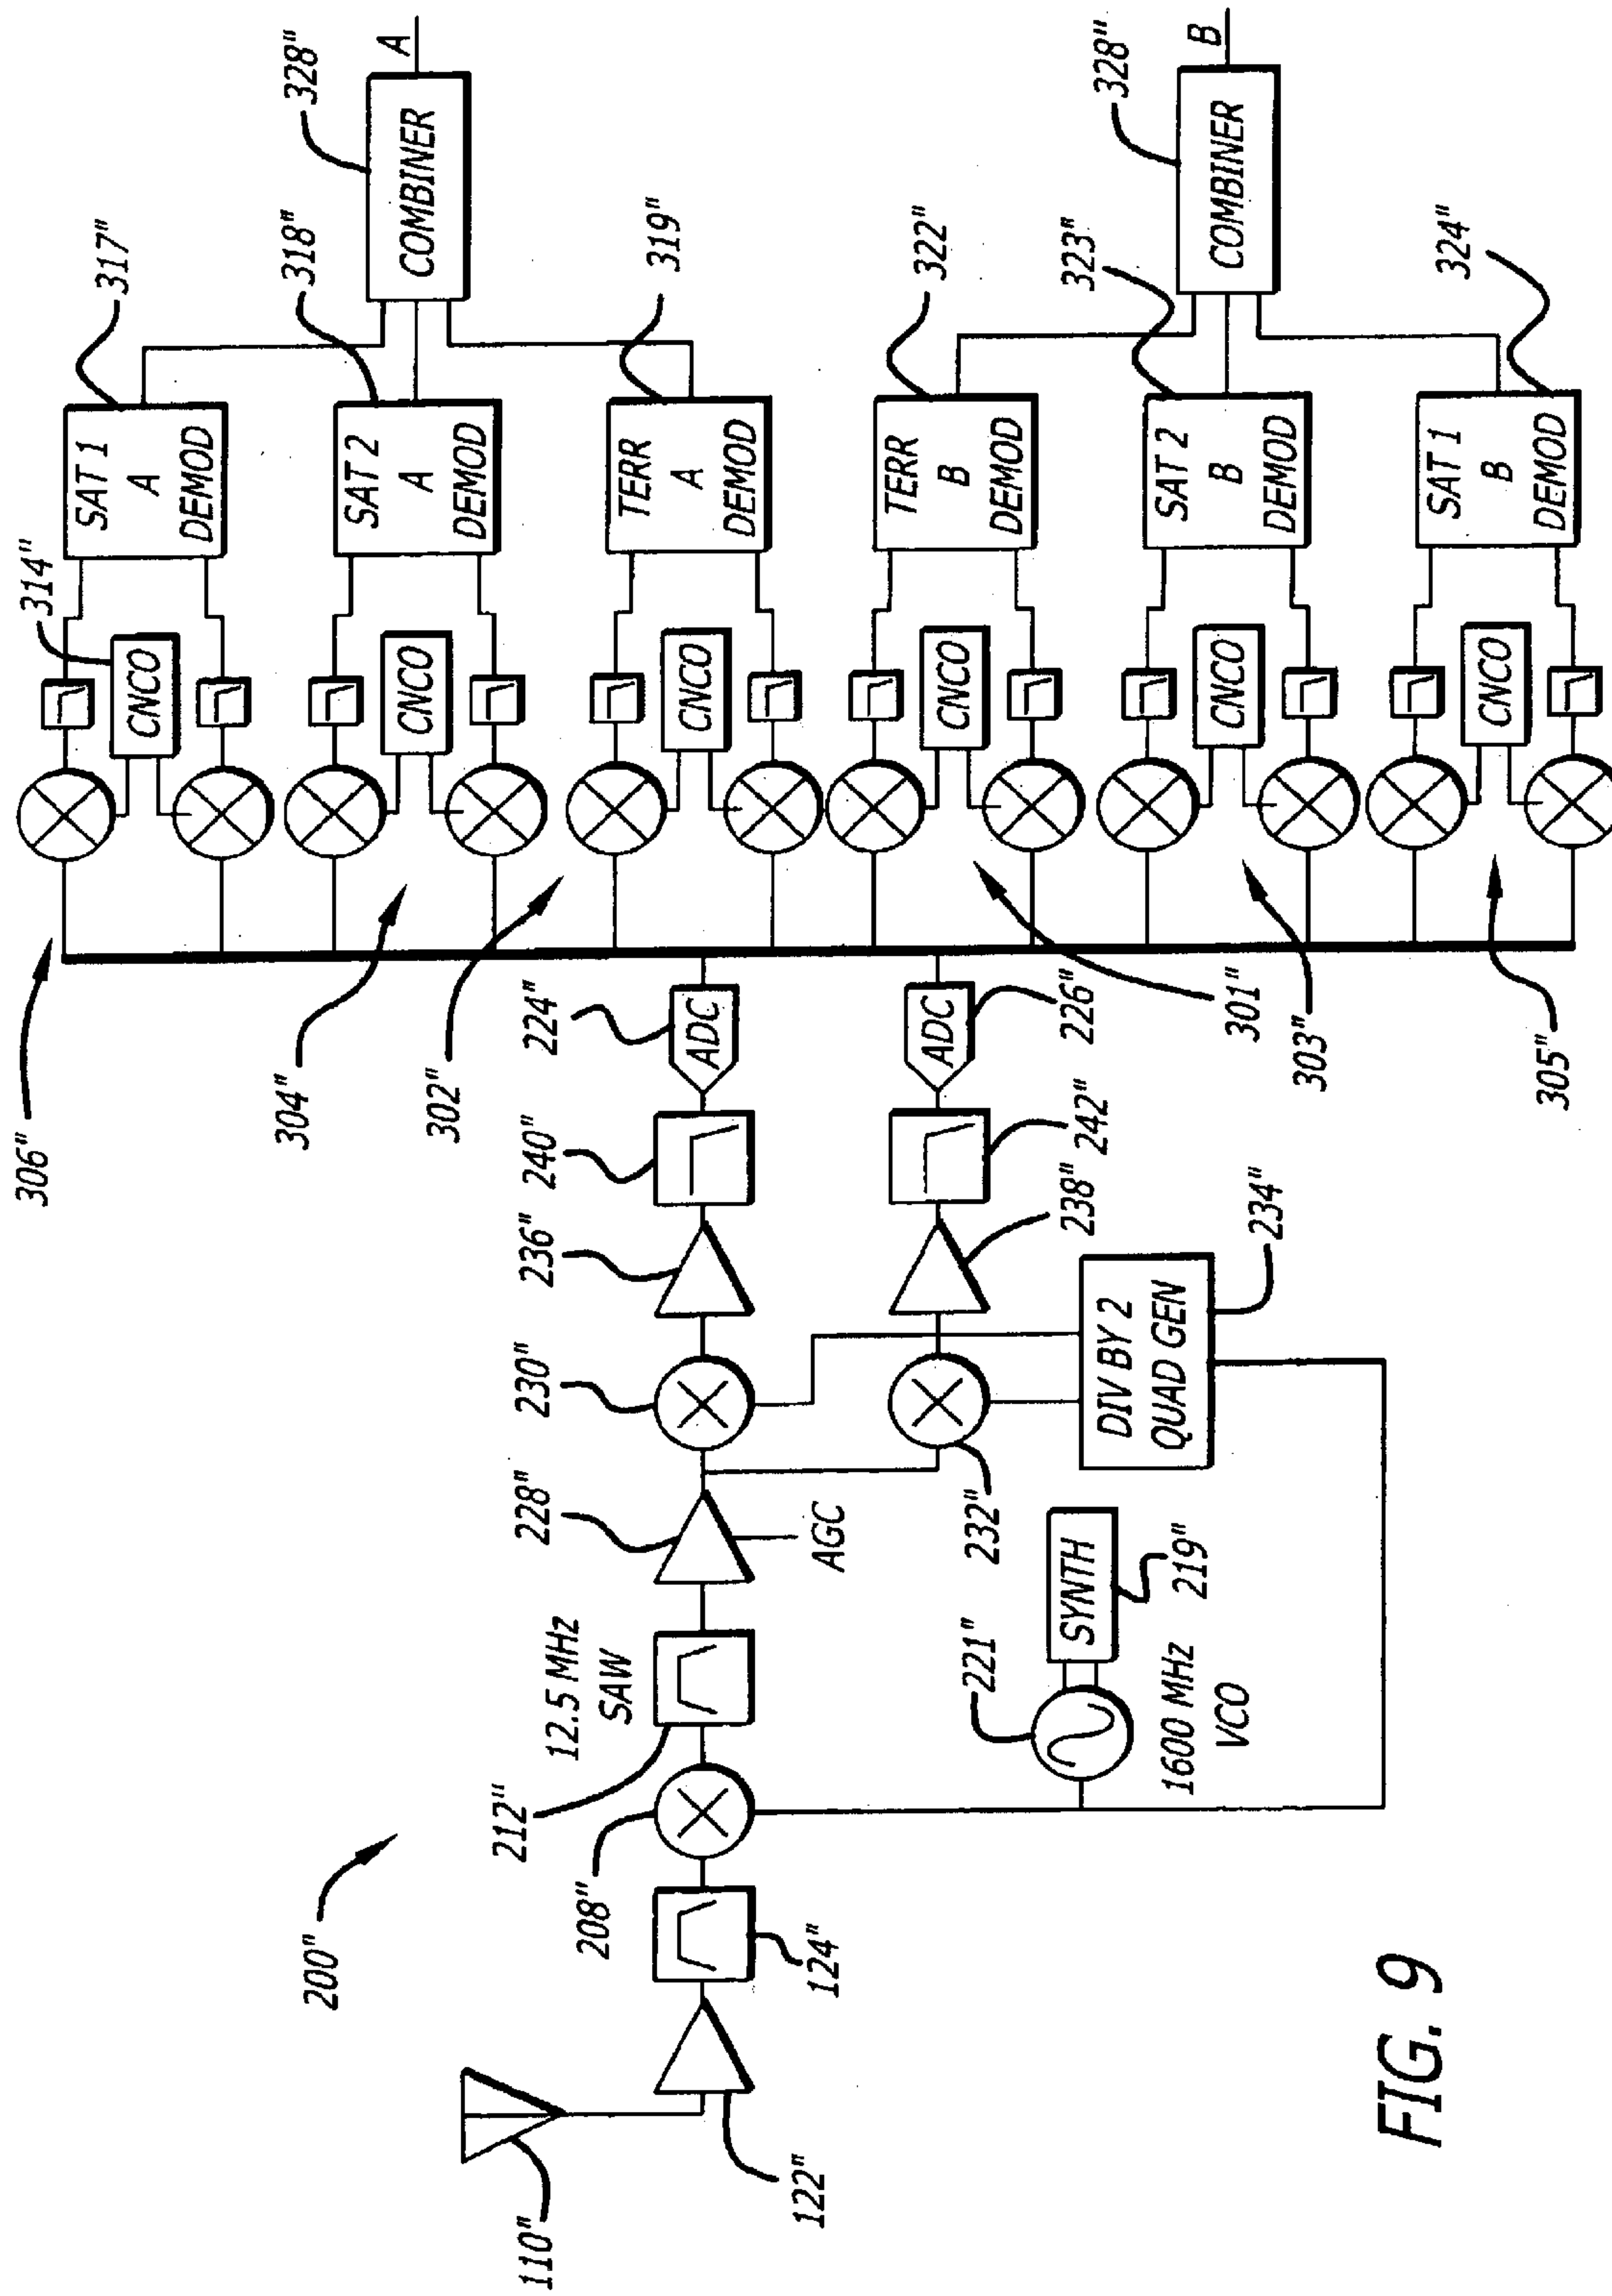 200"
110"
122"
124"
208"
212"
12.5 MHz
SAW
228"
AGC
230"
232"
236"
238"
240"
242"
224"
ADC
226"
ADC
221"
1600 MHz
VCO
SYNTH
219"
DIV BY 2
QUAD GEN
234"
306"
304"
302"
301"
303"
305"
314"
CNCO
CNCO
CNCO
CNCO
CNCO
CNCO
SAT 1
A
DEMOD
317"
SAT 2
A
DEMOD
318"
TERR
A
DEMOD
319"
TERR
B
DEMOD
322"
SAT 2
B
DEMOD
323"
SAT 1
B
DEMOD
324"
COMBINER
328"
A
COMBINER
328"
B
FIG. 9